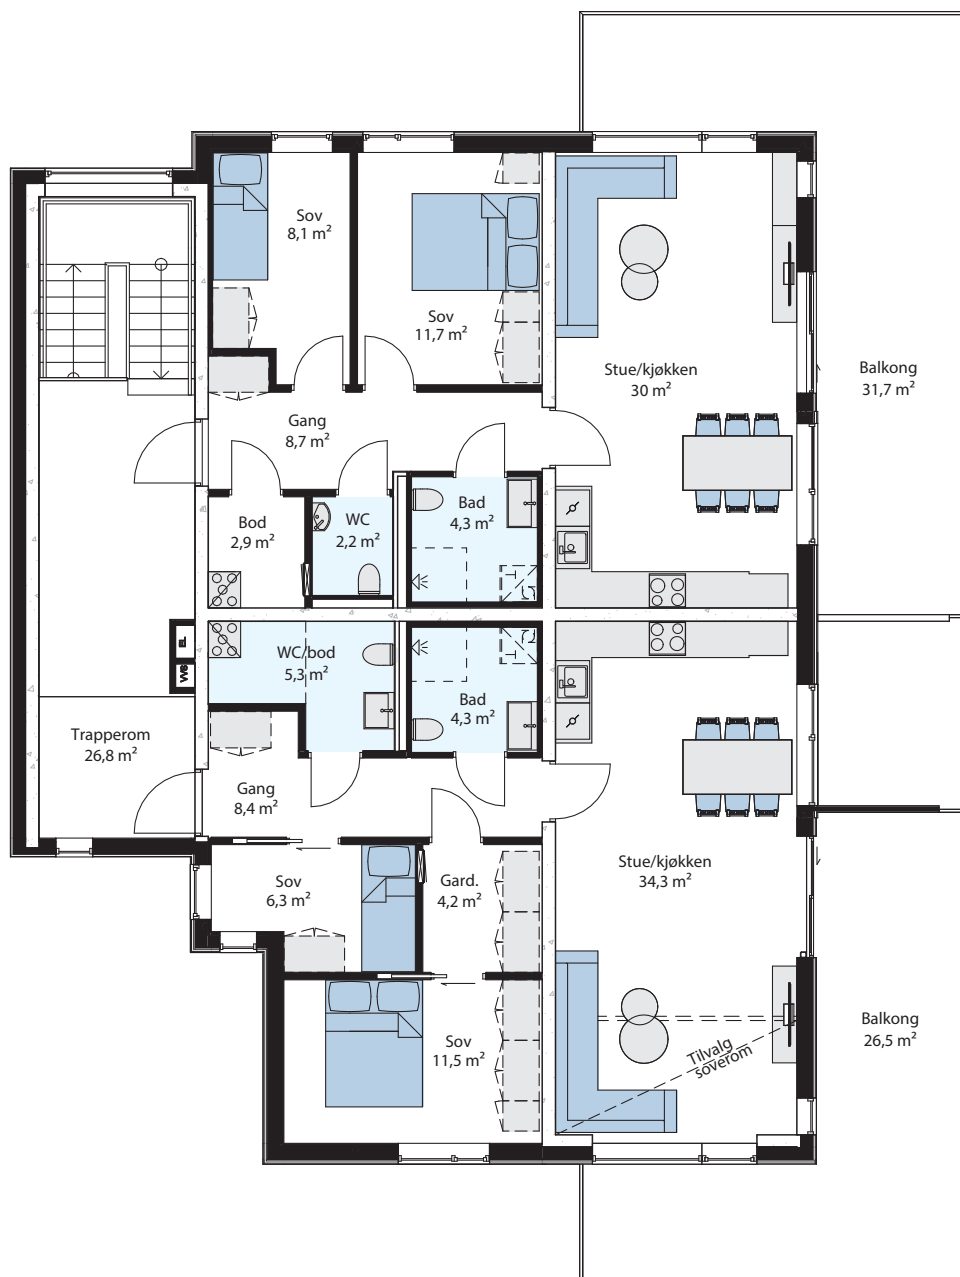 Sov
8,1 m²
Sov
11,7 m²
Stue/kjøkken
30 m²
Balkong
31,7 m²
Gang
8,7 m²
Bod
2,9 m²
WC
2,2 m²
Bad
4,3 m²
EL
VVS
WC/bod
5,3 m²
Bad
4,3 m²
Trapperom
26,8 m²
Gang
8,4 m²
Stue/kjøkken
34,3 m²
Sov
6,3 m²
Gard.
4,2 m²
Sov
11,5 m²
Tilvalg
soverom
Balkong
26,5 m²